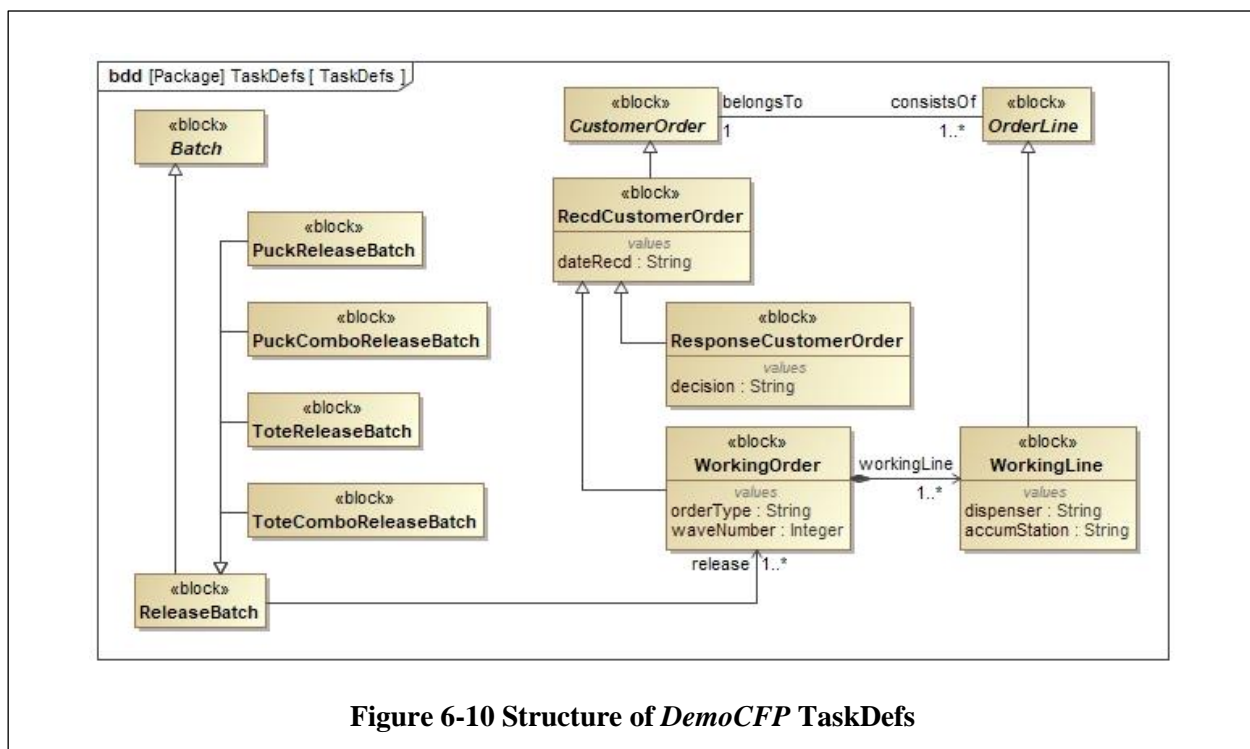 bdd [Package] TaskDefs [ TaskDefs ]
«block»
Batch
«block»
PuckReleaseBatch
«block»
PuckComboReleaseBatch
«block»
ToteReleaseBatch
«block»
ToteComboReleaseBatch
«block»
ReleaseBatch
«block»
CustomerOrder
belongsTo
1
consistsOf
1..*
«block»
OrderLine
«block»
RecdCustomerOrder
values
dateRecd : String
«block»
ResponseCustomerOrder
values
decision : String
«block»
WorkingOrder
values
orderType : String
waveNumber : Integer
workingLine
1..*
«block»
WorkingLine
values
dispenser : String
accumStation : String
release 1..*
Figure 6-10 Structure of DemoCFP TaskDefs